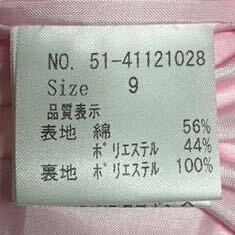 NO. 51-41121028
Size 9
品質表示
表地 綿 56%
ポリエステル 44%
裏地 ポリエステル 100%